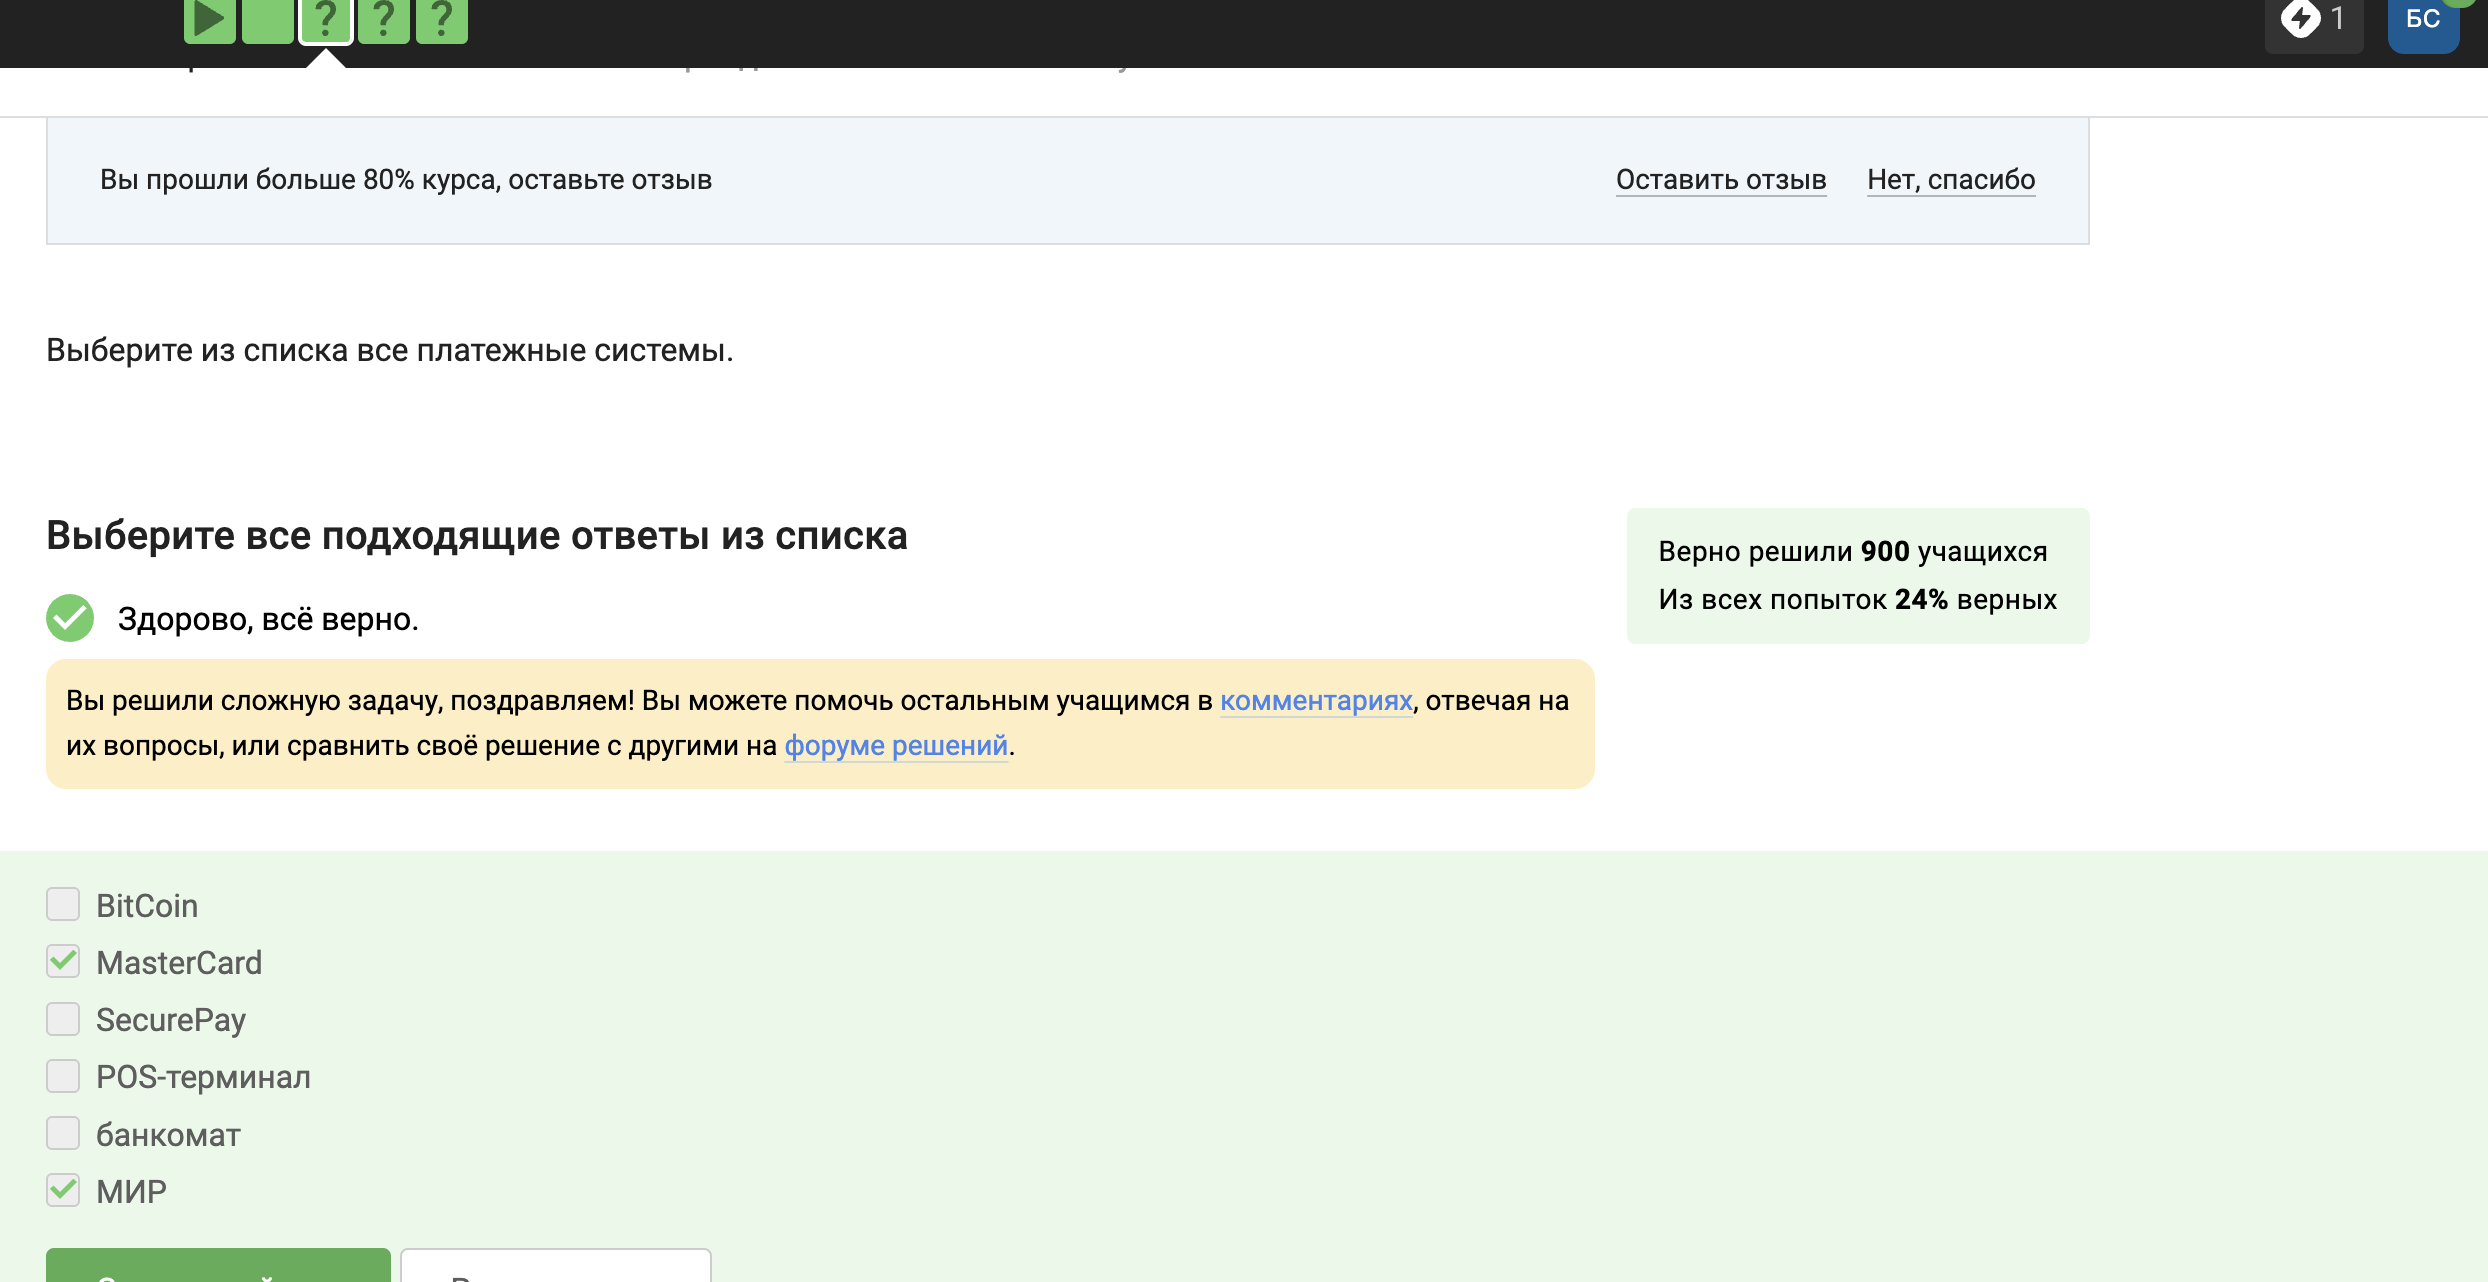 ? ? ?
1
БС
Вы прошли больше 80% курса, оставьте отзыв
Оставить отзыв
Нет, спасибо
Выберите из списка все платежные системы.
Выберите все подходящие ответы из списка
Верно решили 900 учащихся
Из всех попыток 24% верных
Здорово, всё верно.
Вы решили сложную задачу, поздравляем! Вы можете помочь остальным учащимся в комментариях, отвечая на
их вопросы, или сравнить своё решение с другими на форуме решений.
BitCoin
MasterCard
SecurePay
POS-терминал
банкомат
МИР